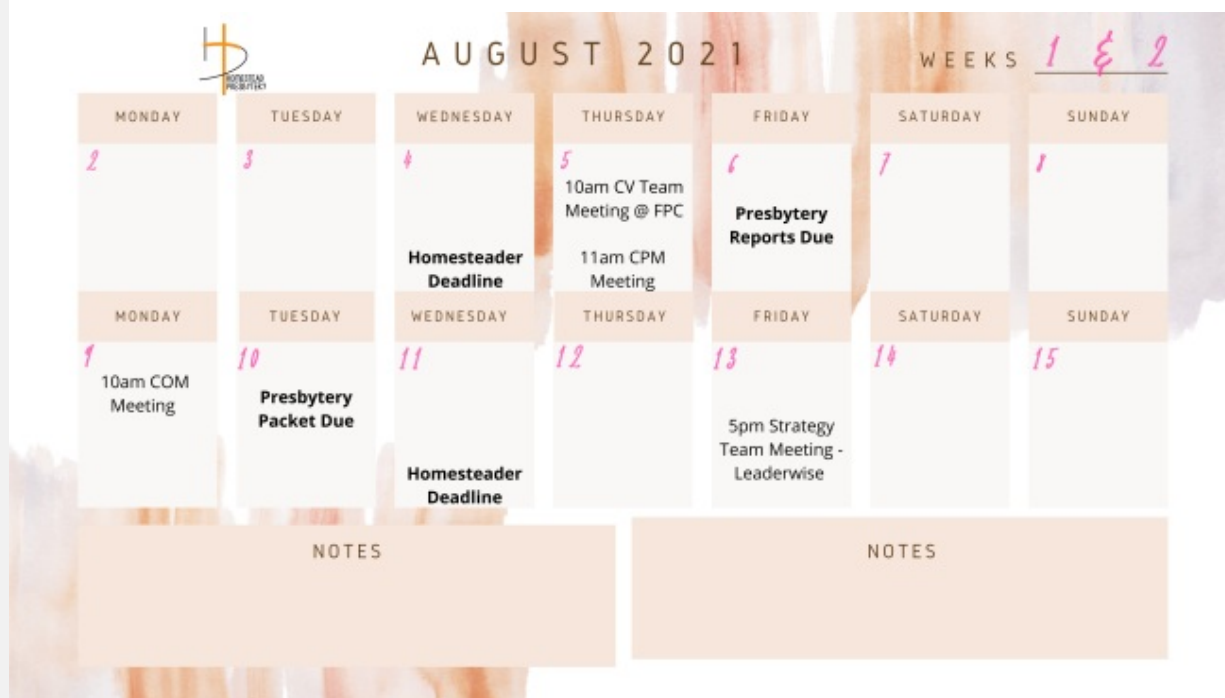 HOMESTEAD
PRESBYTERY
AUGUST 2021
WEEKS 1 & 2
MONDAY TUESDAY WEDNESDAY THURSDAY FRIDAY SATURDAY SUNDAY
2 3 4 5 6 7 8
10am CV Team
Meeting @ FPC
Presbytery
Reports Due
Homesteader
Deadline
11am CPM
Meeting
MONDAY TUESDAY WEDNESDAY THURSDAY FRIDAY SATURDAY SUNDAY
9 10 11 12 13 14 15
10am COM
Meeting
Presbytery
Packet Due
Homesteader
Deadline
5pm Strategy
Team Meeting -
Leaderwise
NOTES
NOTES